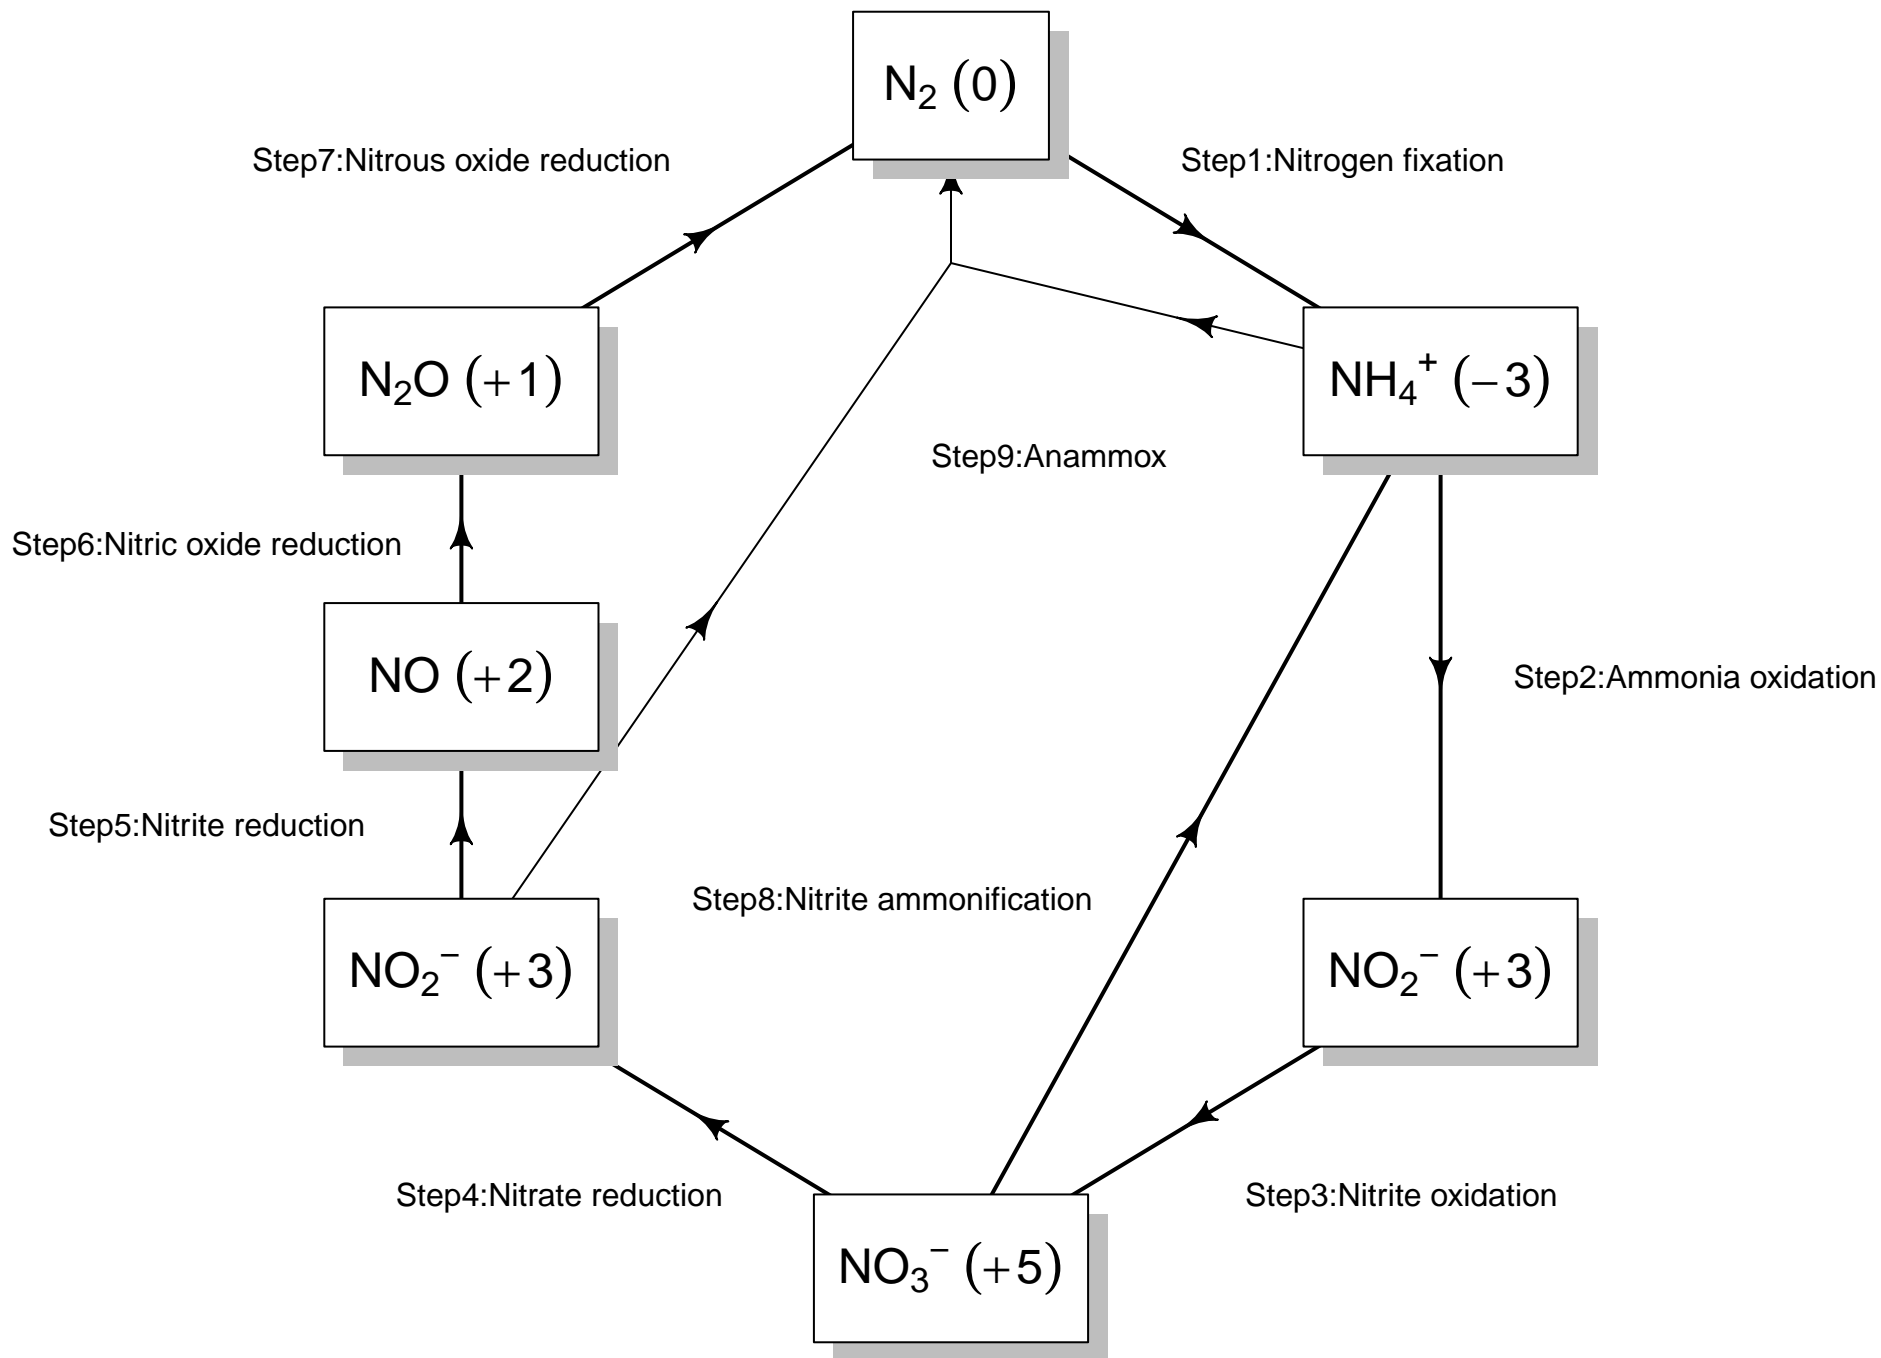 N₂ (0)
Step7:Nitrous oxide reduction
Step1:Nitrogen fixation
N₂O (+1)
NH₄⁺ (−3)
Step9:Anammox
Step6:Nitric oxide reduction
NO (+2)
Step2:Ammonia oxidation
Step5:Nitrite reduction
Step8:Nitrite ammonification
NO₂⁻ (+3)
NO₂⁻ (+3)
Step4:Nitrate reduction
Step3:Nitrite oxidation
NO₃⁻ (+5)